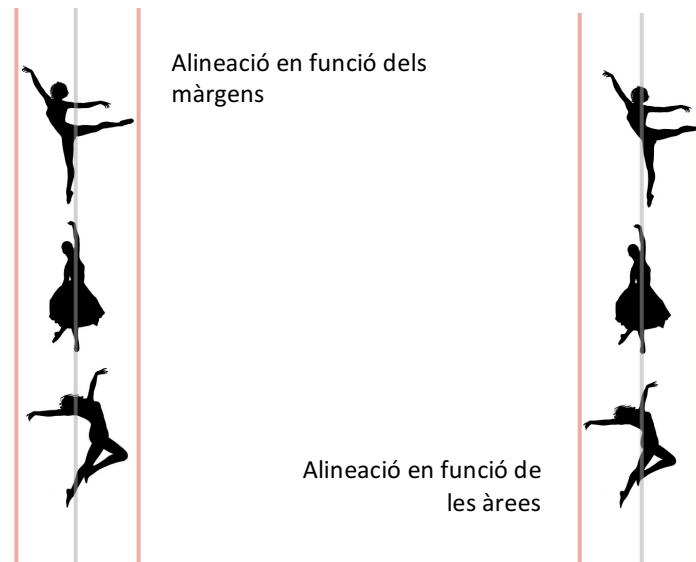 Alineació en funció dels
màrgens
Alineació en funció de
les àrees